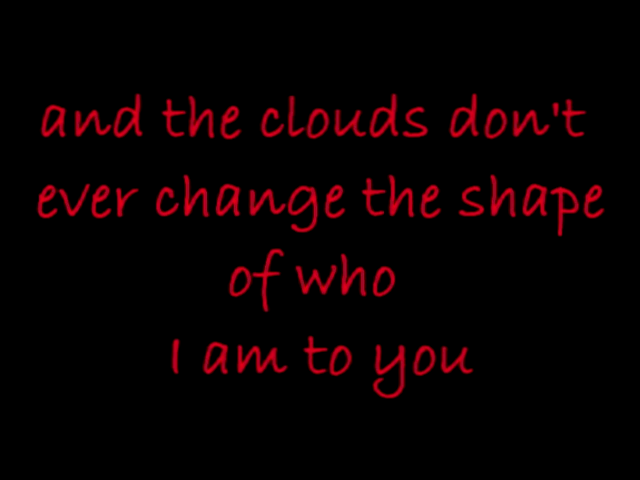 and the clouds don't
ever change the shape
of who
I am to you